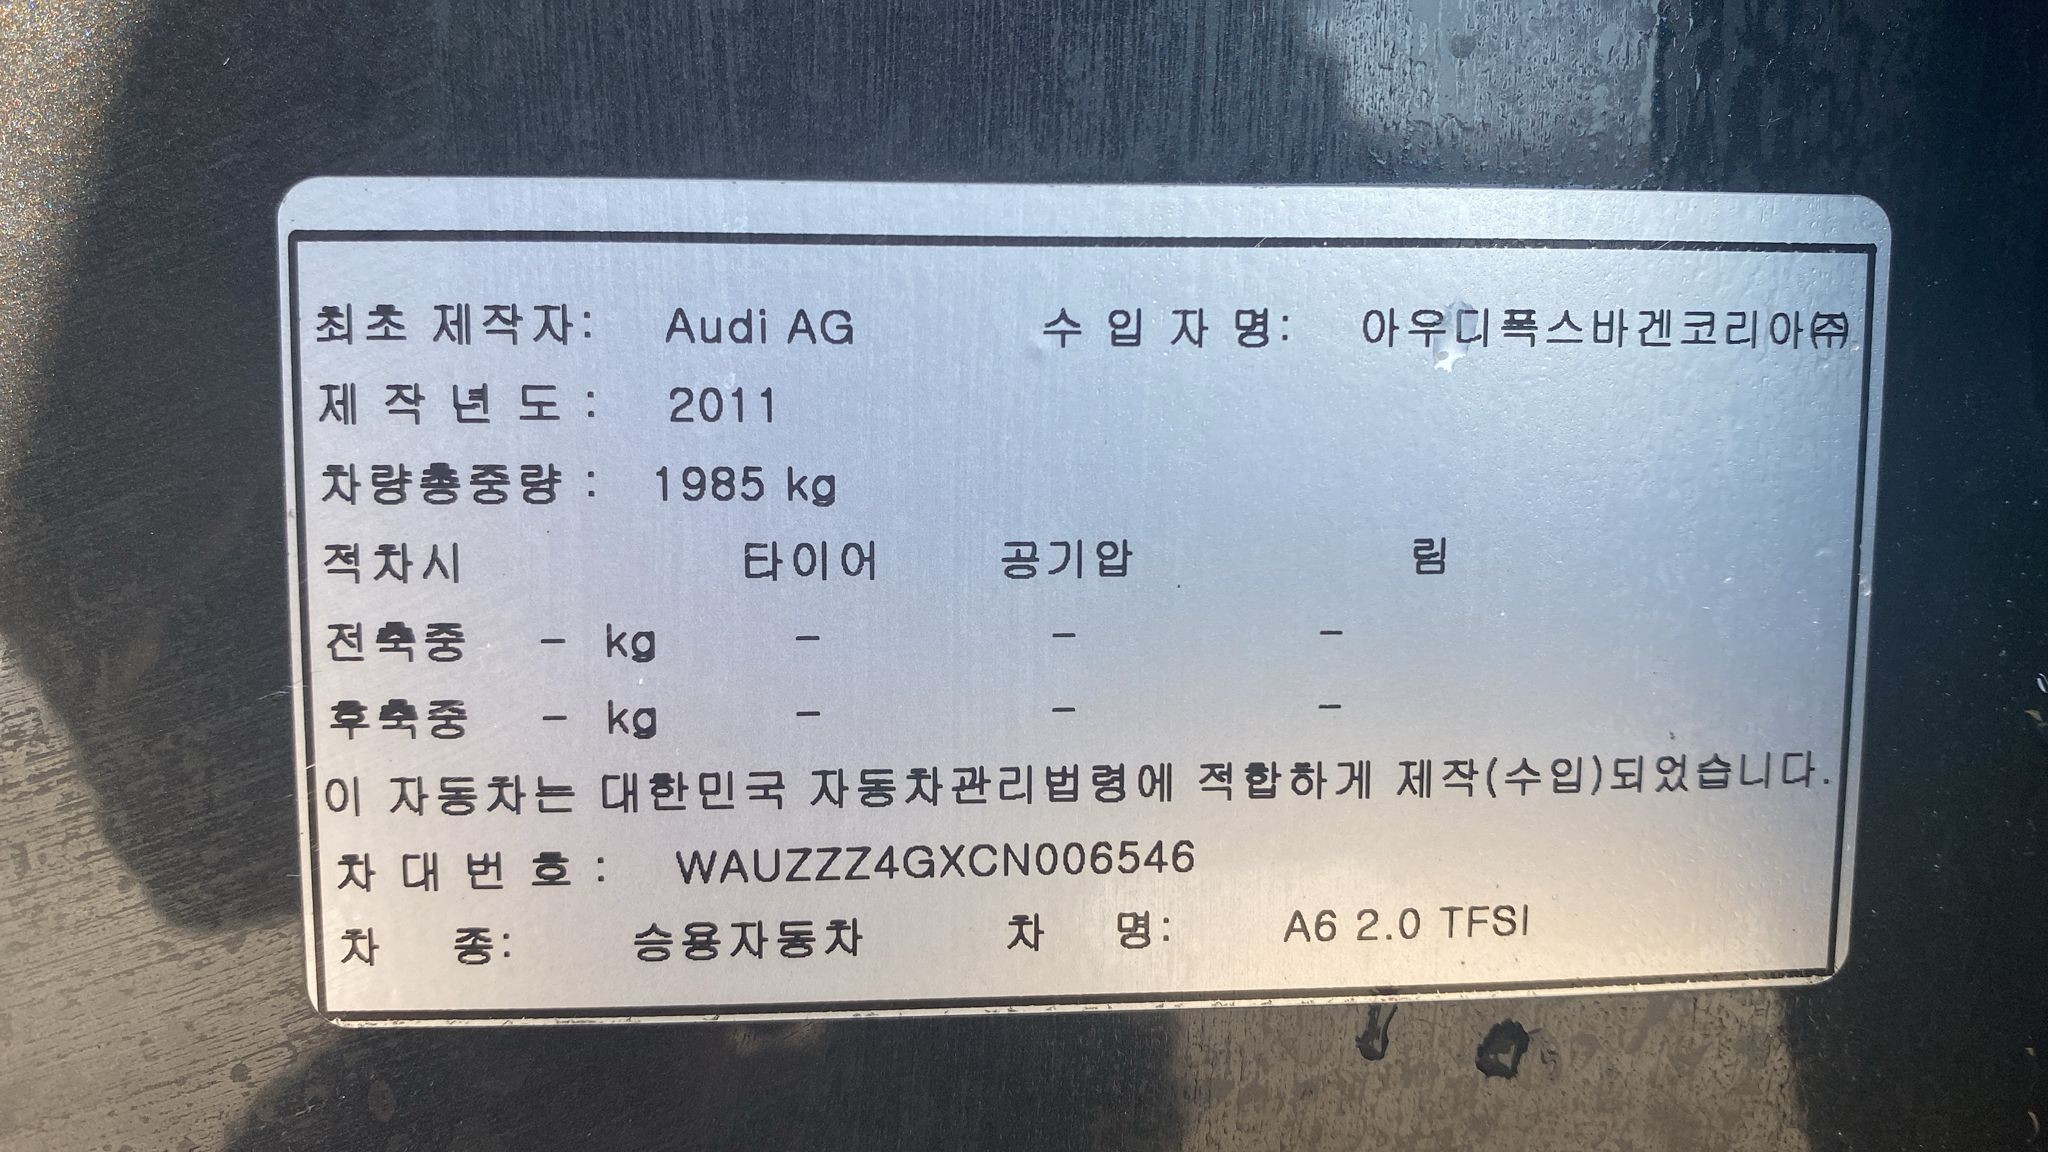 최초 제작자: Audi AG 수 입 자 명: 아우디폭스바겐코리아㈜
제 작 년 도 : 2011
차량총중량 : 1985 kg
적차시 타이어 공기압 림
전축중 - kg - - -
후축중 - kg - - -
이 자동차는 대한민국 자동차관리법령에 적합하게 제작(수입)되었습니다.
차 대 번 호 : WAUZZZ4GXCN006546
차 종: 승용자동차 차 명: A6 2.0 TFSI